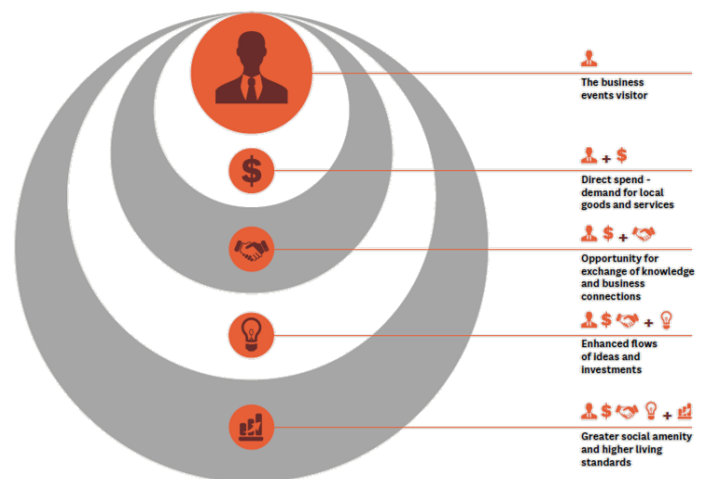 The business
events visitor
$
+ $
Direct spend -
demand for local
goods and services
$ +
Opportunity for
exchange of knowledge
and business
connections
$ +
Enhanced flows
of ideas and
investments
$ +
Greater social amenity
and higher living
standards